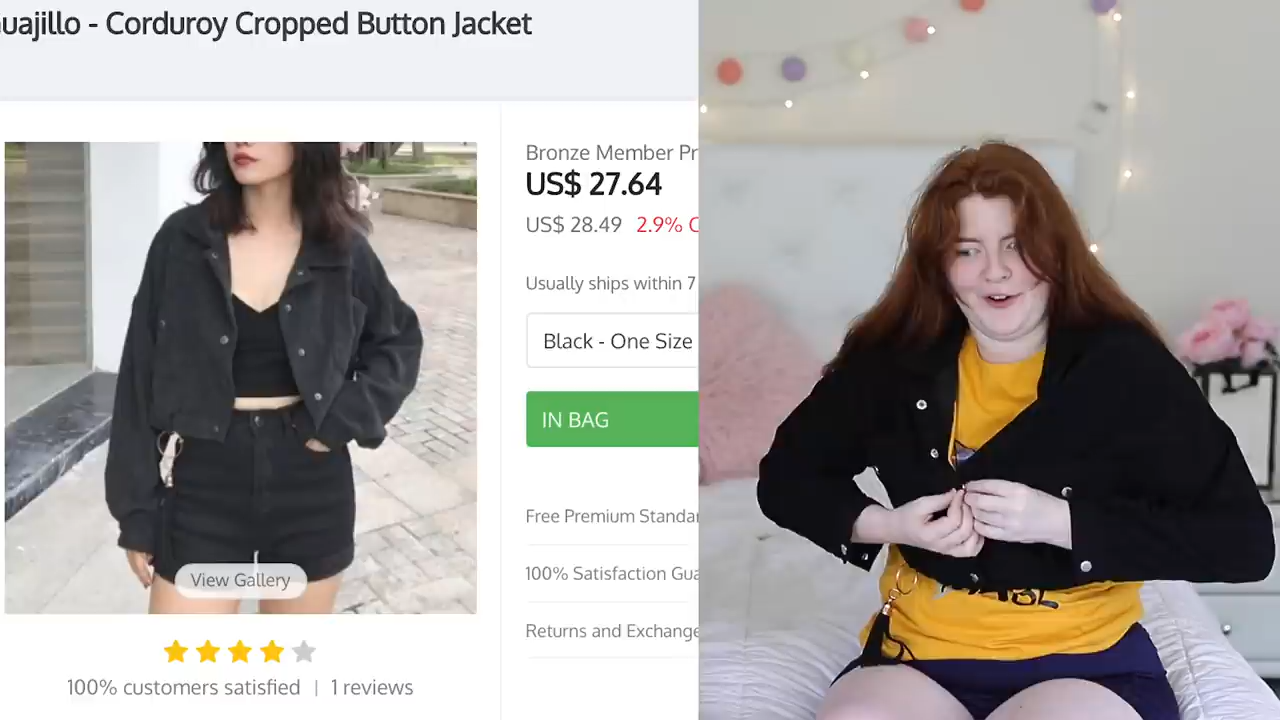 uajillo - Corduroy Cropped Button Jacket
Bronze Member Pr
US$ 27.64
US$ 28.49 2.9%
Usually ships within 7
Black - One Size
IN BAG
Free Premium Standar
View Gallery
100% Satisfaction Gua
Returns and Exchange
100% customers satisfied | 1 reviews